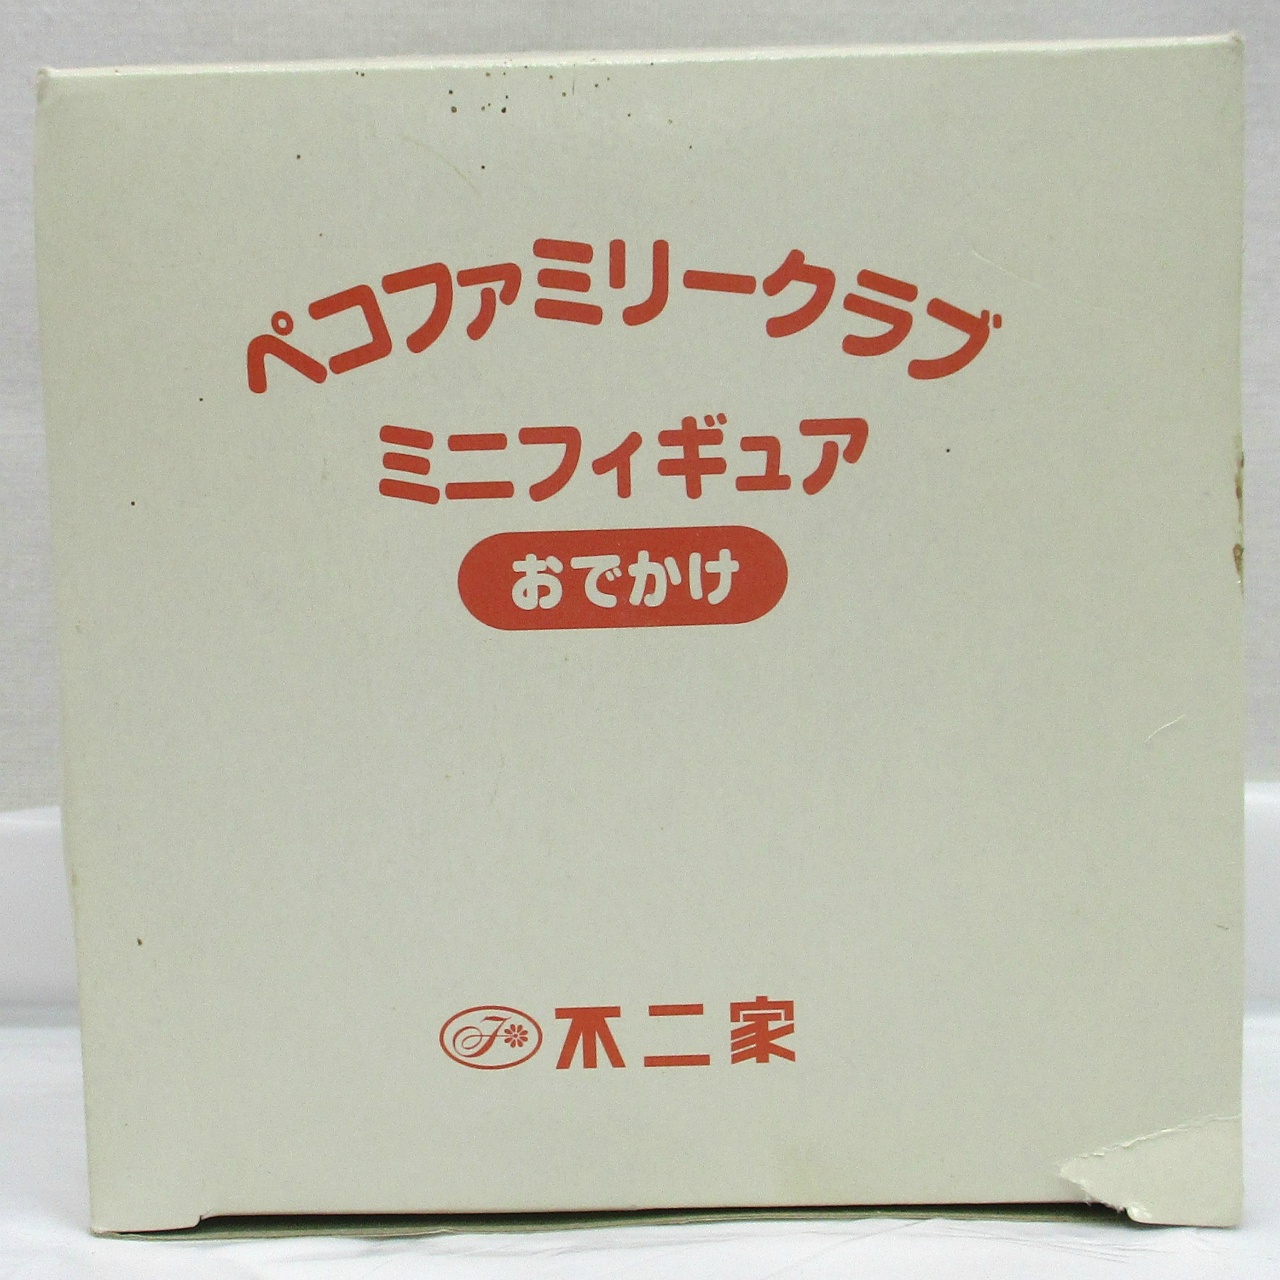 ペコファミリークラブ
ミニフィギュア
おでかけ
F 不二家